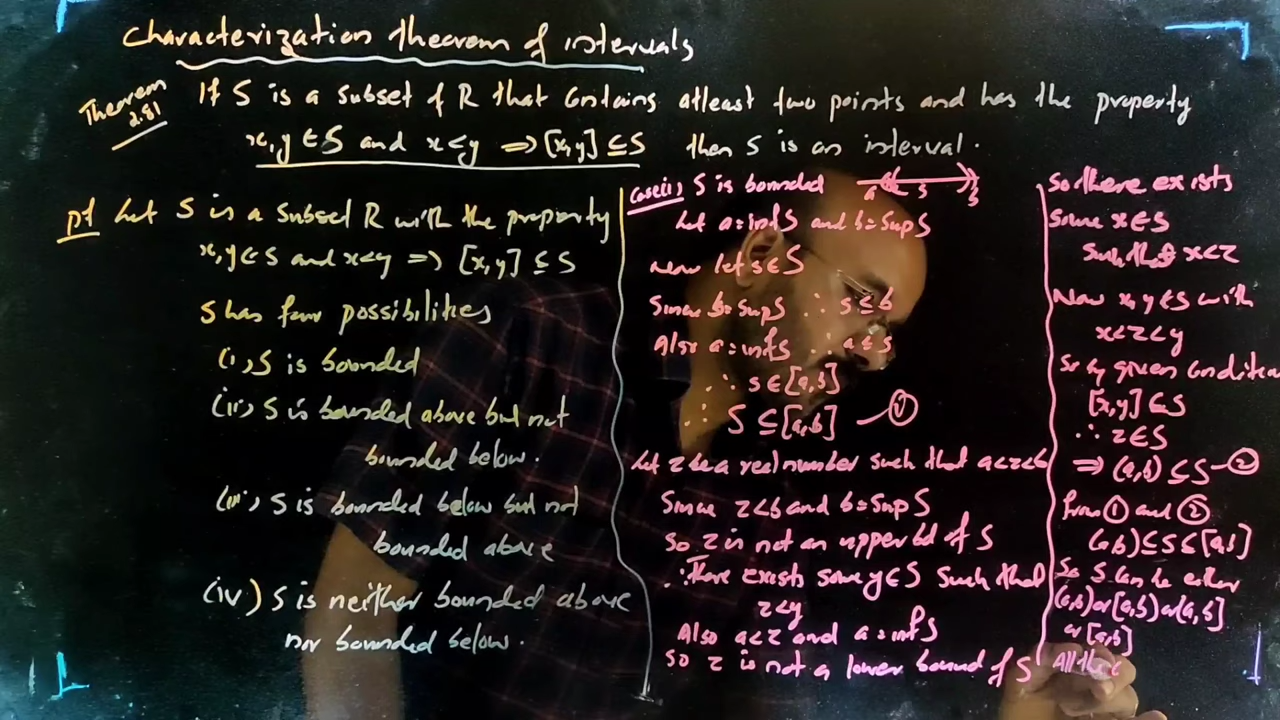 Characterization theorem of intervals
Theorem 2.81
If S is a subset of R that contains atleast two points and has the property
x,y ∈ S and x<y ⇒ [x,y] ⊆ S then S is an interval.
pf Let S is a subset R with the property
x,y ∈ S and x<y ⇒ [x,y] ⊆ S
S has four possibilities
(i) S is bounded
(ii) S is bounded above but not
bounded below.
(iii) S is bounded below but not
bounded above
(iv) S is neither bounded above
nor bounded below.
Case(i) S is bounded
a S b
Let a=inf S and b=Sup S
now let s∈S
Since b=Sup S ∴ s≤b
Also a=inf S ∴ a≤s
∴ s∈[a,b]
∴ S⊆[a,b] —①
Let z be a real number such that a<z<b
Since z<b and b=Sup S
So z is not an upper bd of S
∴ There exists some y∈S such that
z<y
Also a<z and a=inf S
So z is not a lower bound of S
So there exists
Some x∈S
Such that x<z
Now x,y∈S with
x<z<y
So by given condition
[x,y]⊆S
∴ z∈S
⇒ (a,b)⊆S—②
From ① and ②
(a,b)⊆S⊆[a,b]
So S can be either
(a,b) or [a,b) or (a,b]
or [a,b]
All the